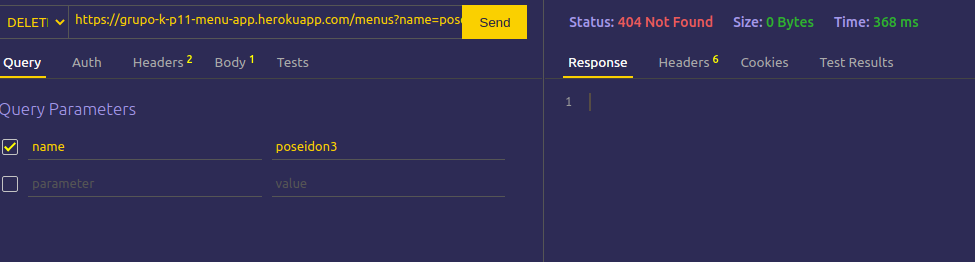 DELETE https://grupo-k-p11-menu-app.herokuapp.com/menus?name=pose Send
Status: 404 Not Found Size: 0 Bytes Time: 368 ms
Query Auth Headers 2 Body 1 Tests
Response Headers 6 Cookies Test Results
Query Parameters
1
name poseidon3
parameter value